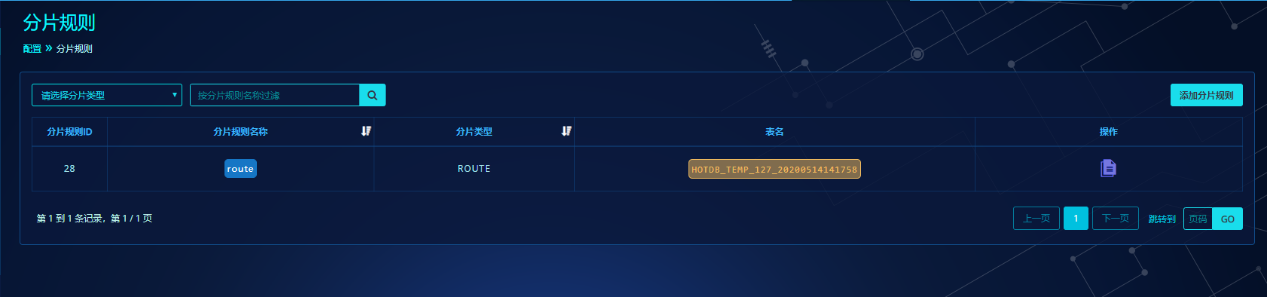 分片规则
配置 » 分片规则
请选择分片类型 按分片规则名称过滤 添加分片规则
分片规则ID 分片规则名称 分片类型 表名 操作
28 route ROUTE HOTDB_TEMP_127_20200514141758
第 1 到 1 条记录，第 1 / 1 页 上一页 1 下一页 跳转到 页码 GO